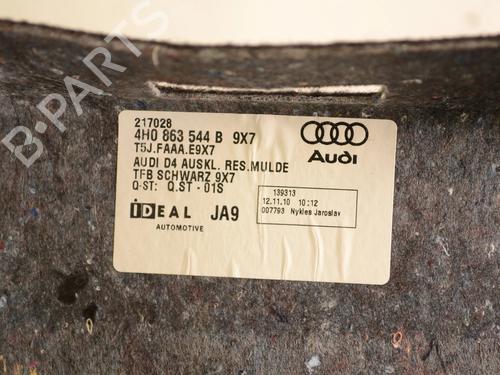 217028
4H0 863 544 B 9X7
T5J.FAAA.E9X7
AUDI D4 AUSKL. RES.MULDE
TFB SCHWARZ 9X7
Q-ST: Q.ST - 01S
IDEAL JA9
AUTOMOTIVE
Audi
139313
12.11.10 10:12
007793 Nykles Jaroslav
B-PARTS
B-PARTS